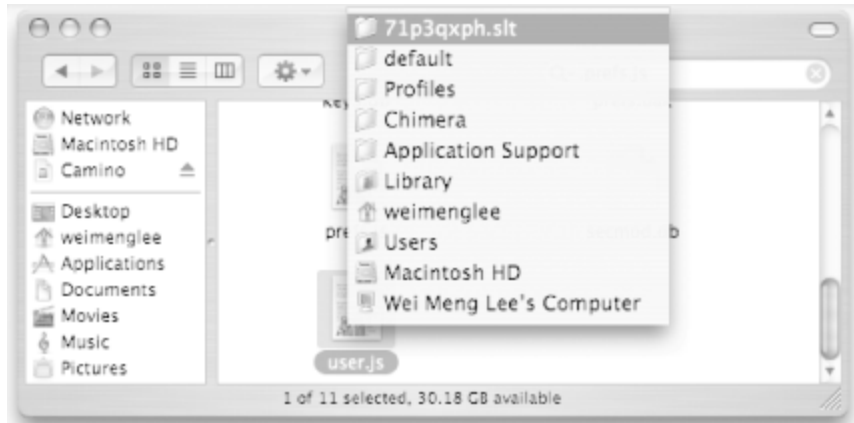 71p3qxph.slt
default
Profiles
Chimera
Application Support
Library
weimenglee
Users
Macintosh HD
Wei Meng Lee's Computer
Network
Macintosh HD
Camino
Desktop
weimenglee
Applications
Documents
Movies
Music
Pictures
user.js
1 of 11 selected, 30.18 GB available